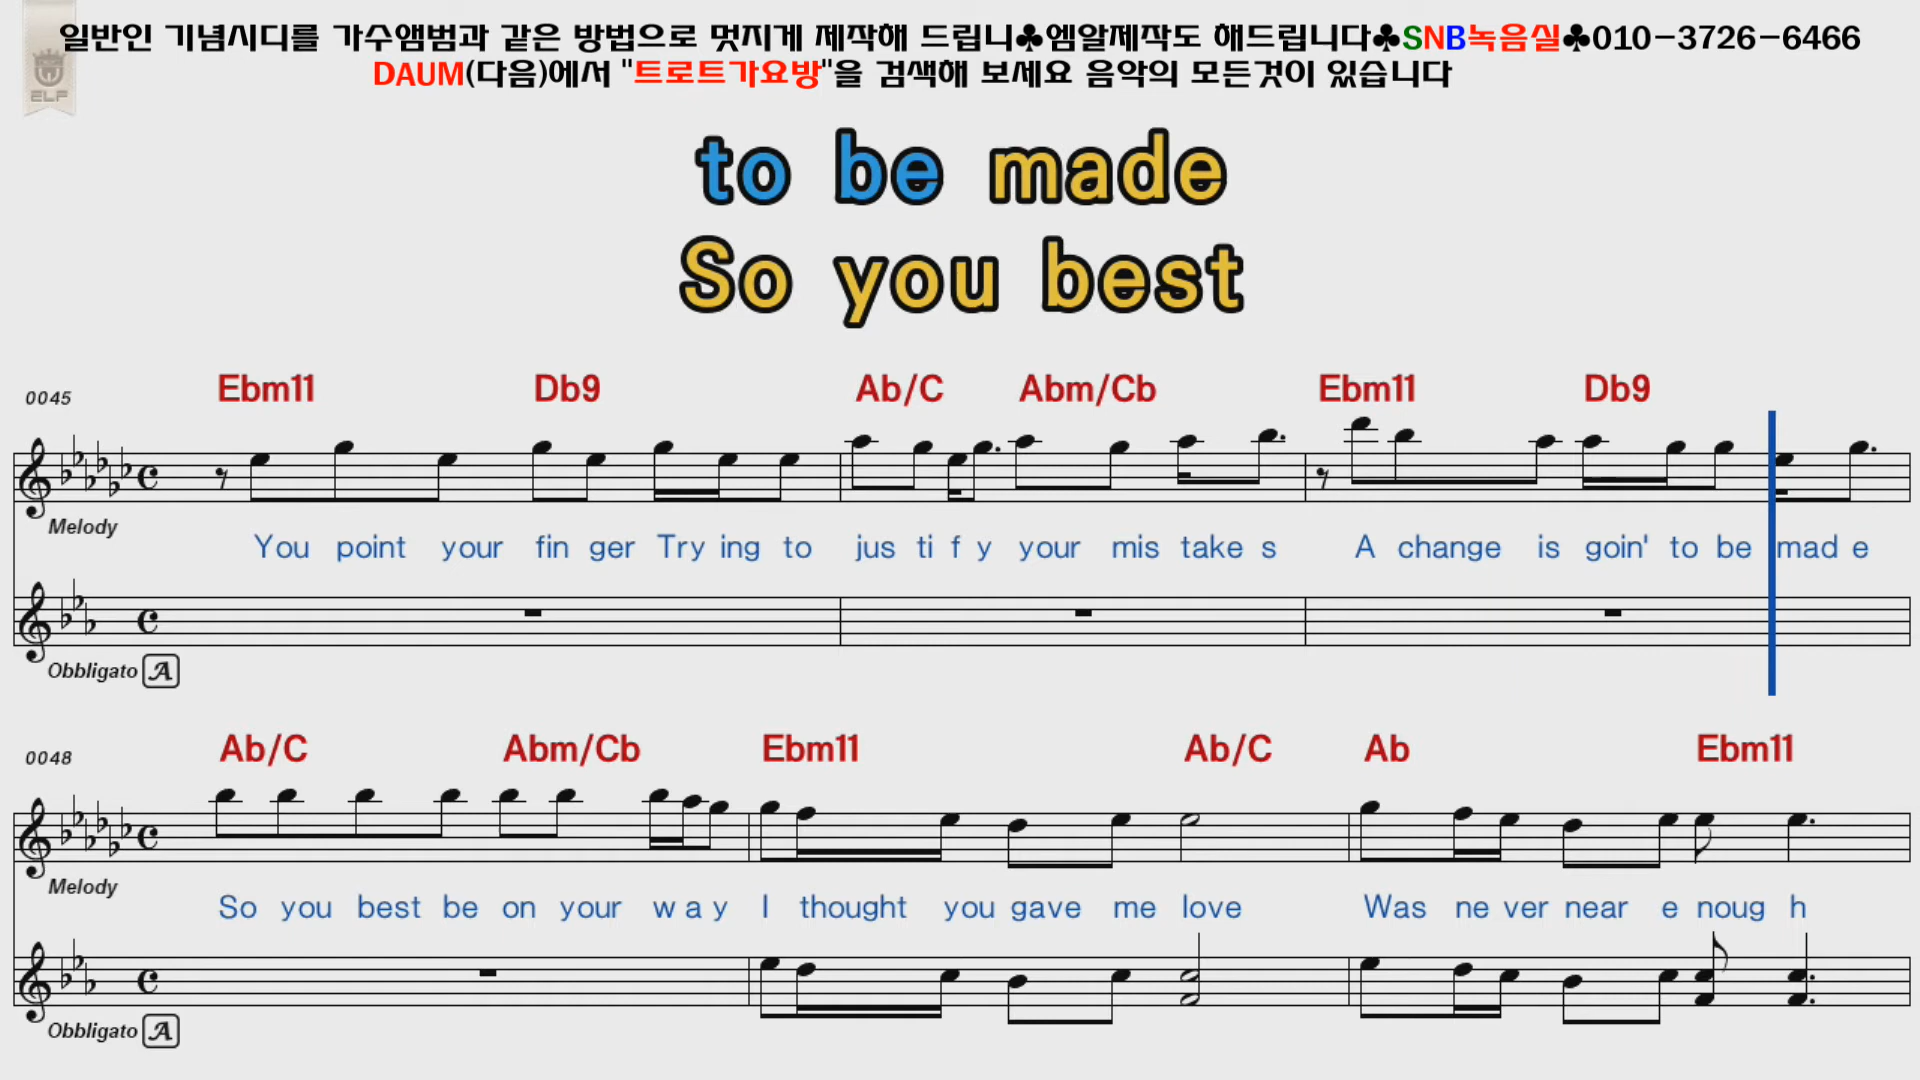 일반인 기념시디를 가수앰범과 같은 방법으로 멋지게 제작해 드립니♣엠알제작도 해드립니다♣SNB녹음실♣010-3726-6466
DAUM(다음)에서 "트로트가요방"을 검색해 보세요 음악의 모든것이 있습니다
ELF
to be made
So you best
0045 Ebm11 Db9 Ab/C Abm/Cb Ebm11 Db9
Melody
You point your fin ger Try ing to jus ti f y your mis take s A change is goin' to be mad e
Obbligato A
0048 Ab/C Abm/Cb Ebm11 Ab/C Ab Ebm11
Melody
So you best be on your w a y I thought you gave me love Was ne ver near e noug h
Obbligato A